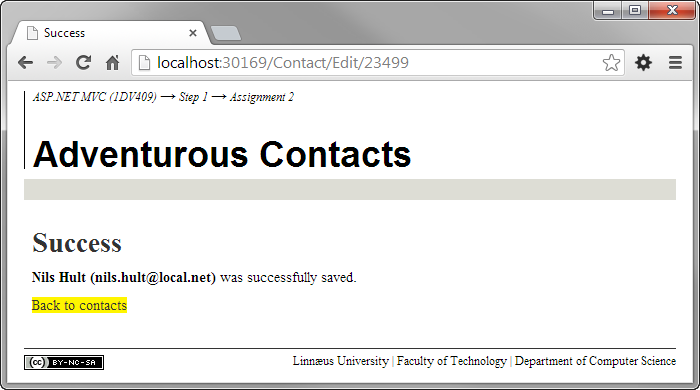 Success
localhost:30169/Contact/Edit/23499
ASP.NET MVC (1DV409) → Step 1 → Assignment 2
Adventurous Contacts
Success
Nils Hult (nils.hult@local.net) was successfully saved.
Back to contacts
cc BY-NC-SA
Linnæus University | Faculty of Technology | Department of Computer Science